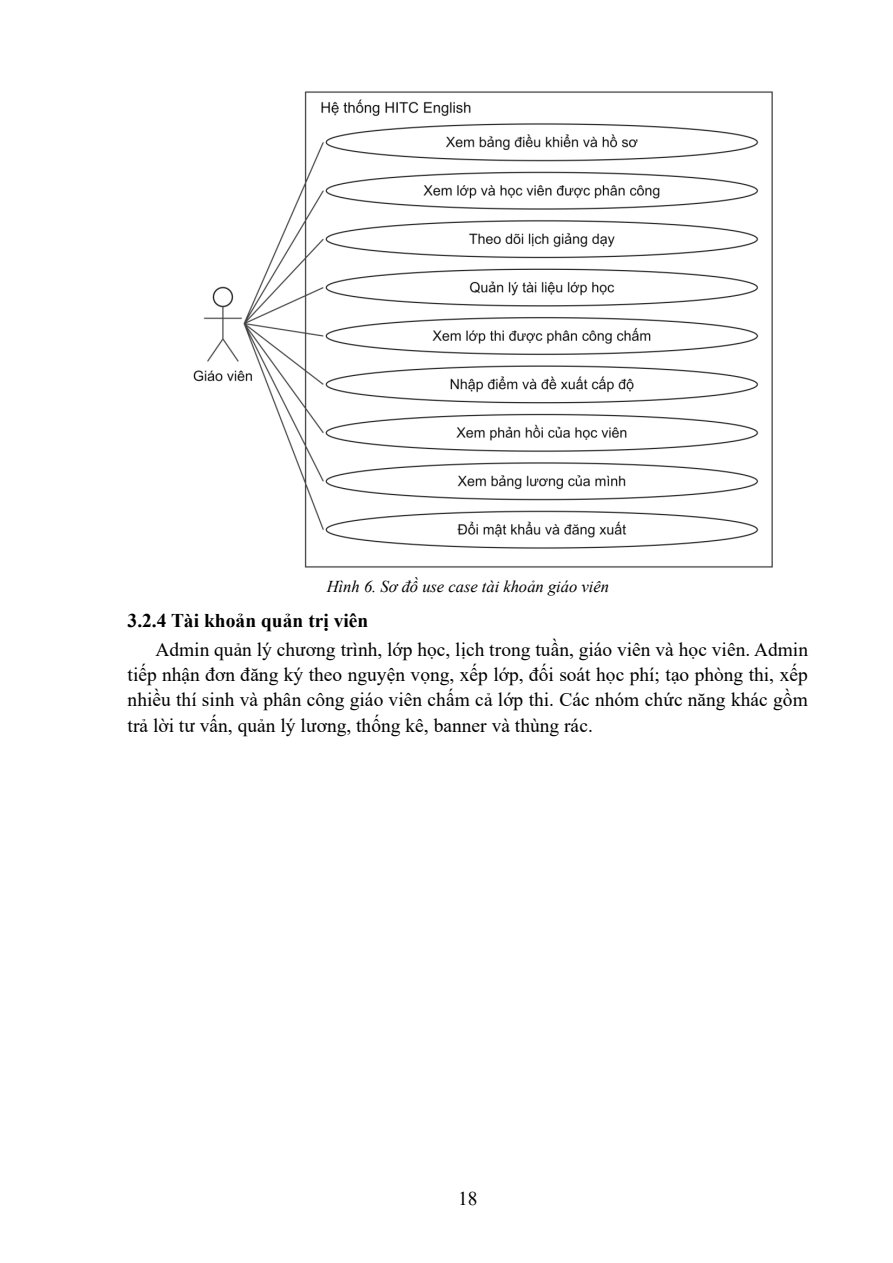 Hệ thống HITC English
Xem bảng điều khiển và hồ sơ
Xem lớp và học viên được phân công
Theo dõi lịch giảng dạy
Quản lý tài liệu lớp học
Xem lớp thi được phân công chấm
Nhập điểm và đề xuất cấp độ
Xem phản hồi của học viên
Xem bảng lương của mình
Đổi mật khẩu và đăng xuất
Giáo viên
Hình 6. Sơ đồ use case tài khoản giáo viên
3.2.4 Tài khoản quản trị viên
Admin quản lý chương trình, lớp học, lịch trong tuần, giáo viên và học viên. Admin
tiếp nhận đơn đăng ký theo nguyện vọng, xếp lớp, đối soát học phí; tạo phòng thi, xếp
nhiều thí sinh và phân công giáo viên chấm cả lớp thi. Các nhóm chức năng khác gồm
trả lời tư vấn, quản lý lương, thống kê, banner và thùng rác.
18